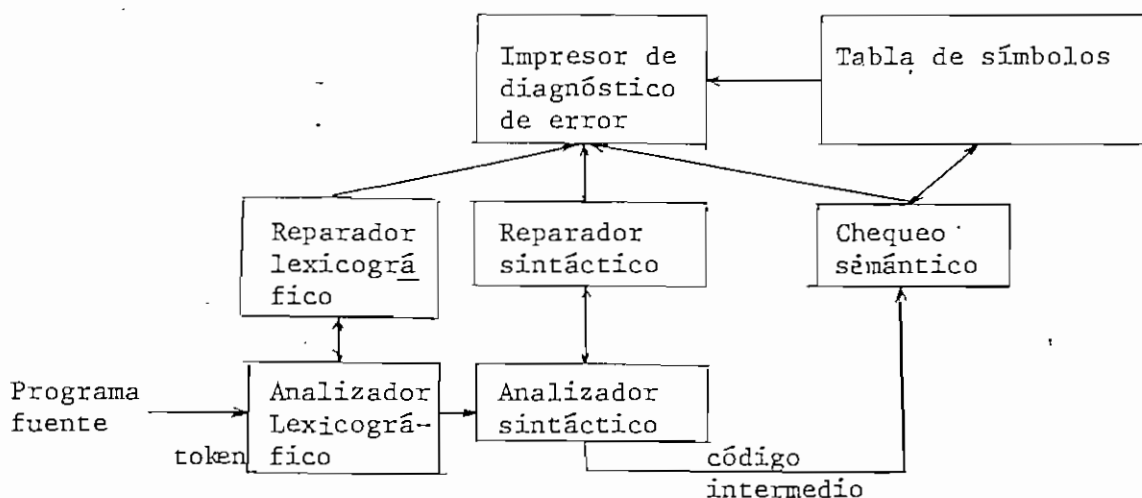 Impresor de
diagnóstico
de error
Tabla de símbolos
Reparador
lexicográ
fico
Reparador
sintáctico
Chequeo
semántico
Programa
fuente
token
Analizador
Lexicográ-
fico
Analizador
sintáctico
código
intermedio